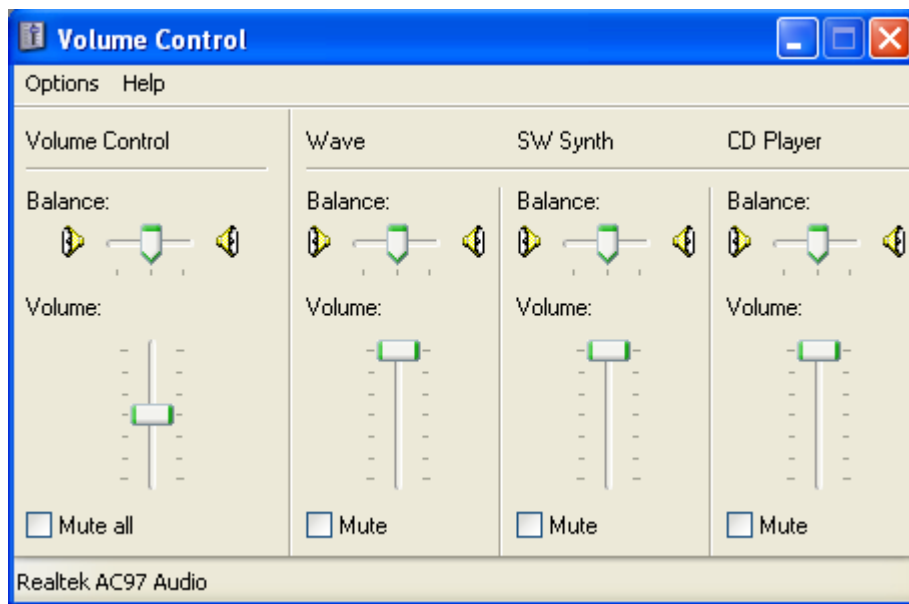 Volume Control
Options Help
Volume Control Wave SW Synth CD Player
Balance: Balance: Balance: Balance:
Volume: Volume: Volume: Volume:
Mute all Mute Mute Mute
Realtek AC97 Audio